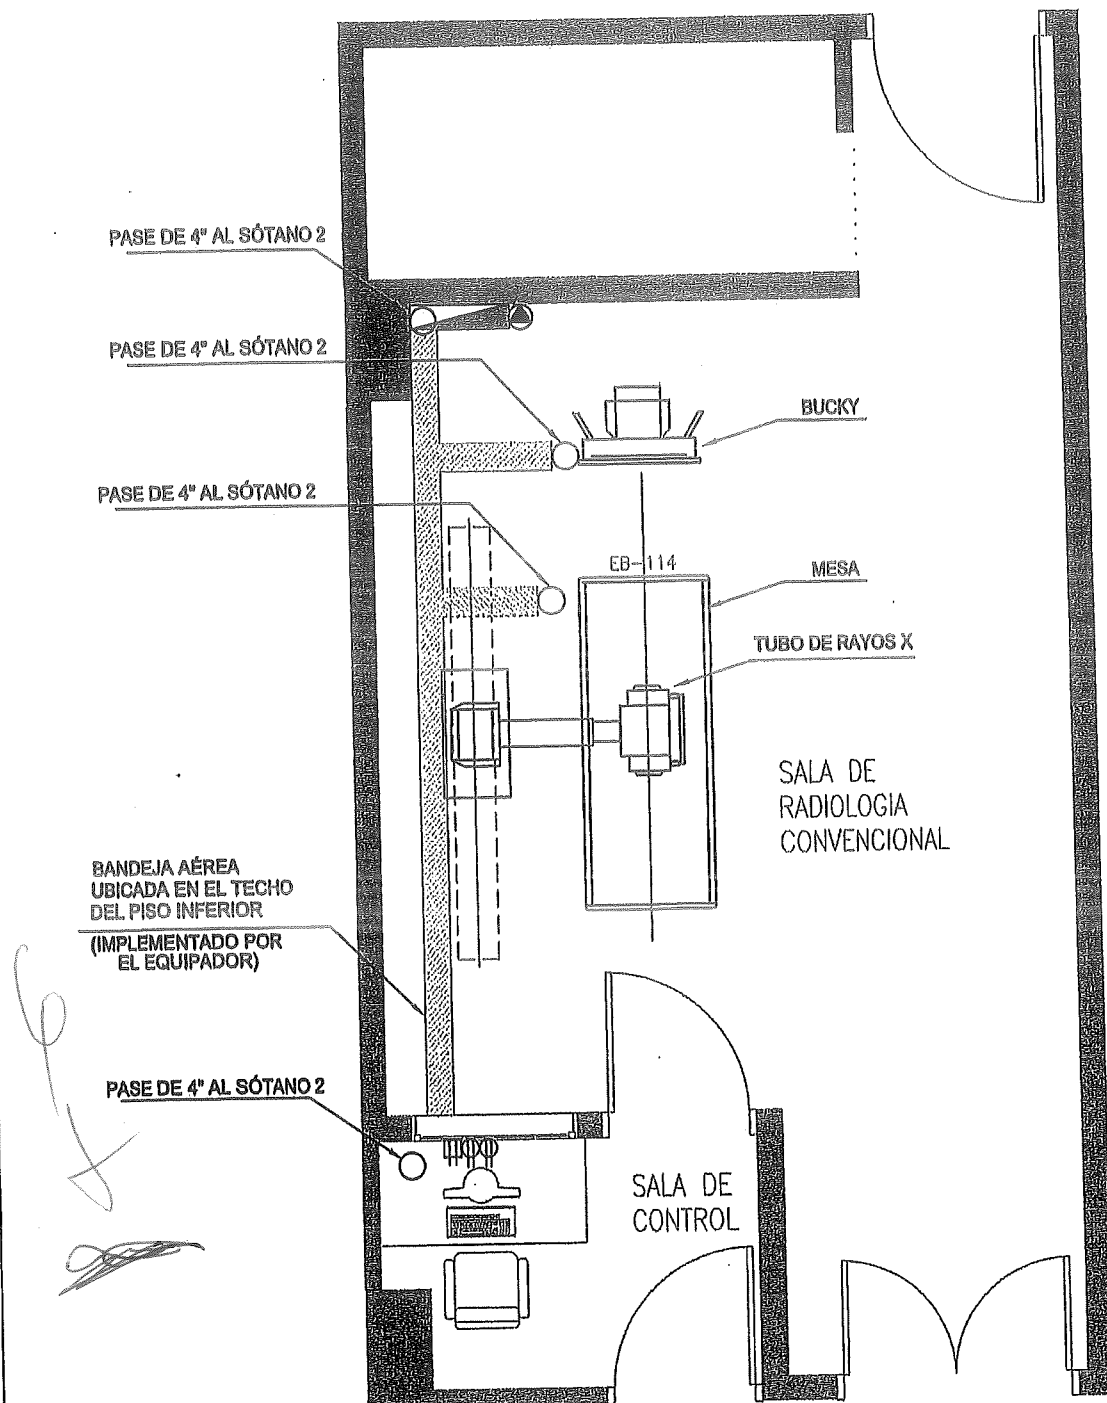 PASE DE 4" AL SÓTANO 2
PASE DE 4" AL SÓTANO 2
BUCKY
PASE DE 4" AL SÓTANO 2
EB-114
MESA
TUBO DE RAYOS X
SALA DE
RADIOLOGIA
CONVENCIONAL
BANDEJA AÉREA
UBICADA EN EL TECHO
DEL PISO INFERIOR
(IMPLEMENTADO POR
EL EQUIPADOR)
PASE DE 4" AL SÓTANO 2
SALA DE
CONTROL